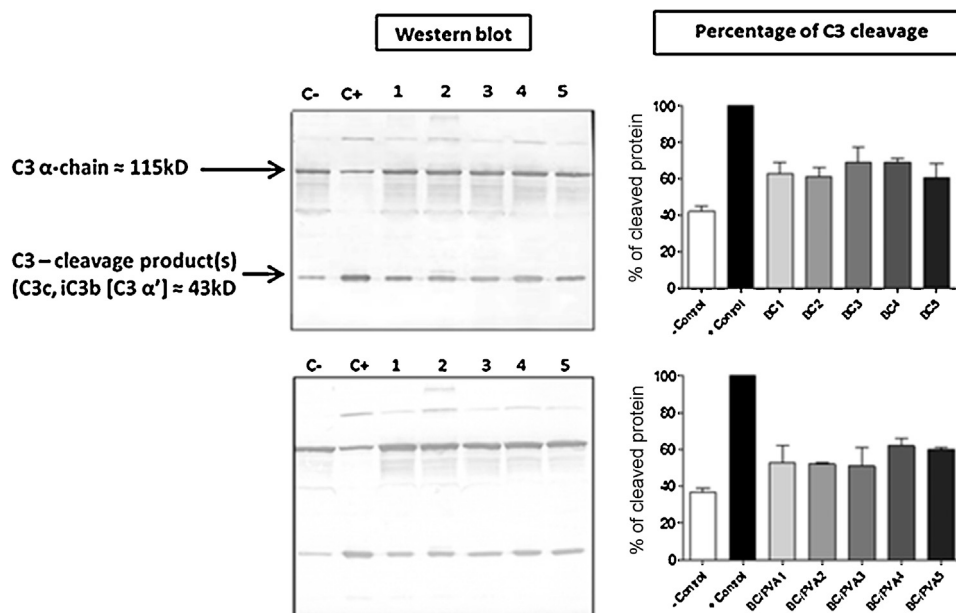 Western blot
Percentage of C3 cleavage
C- C+ 1 2 3 4 5
C3 α-chain ≈ 115kD
C3 – cleavage product(s)
(C3c, iC3b [C3 α’] ≈ 43kD
% of cleaved protein
100
80
60
40
20
0
- Control
+ Control
BC1
BC2
BC3
BC4
BC5
C- C+ 1 2 3 4 5
% of cleaved protein
100
80
60
40
20
0
- Control
+ Control
BC/PVA1
BC/PVA2
BC/PVA3
BC/PVA4
BC/PVA5